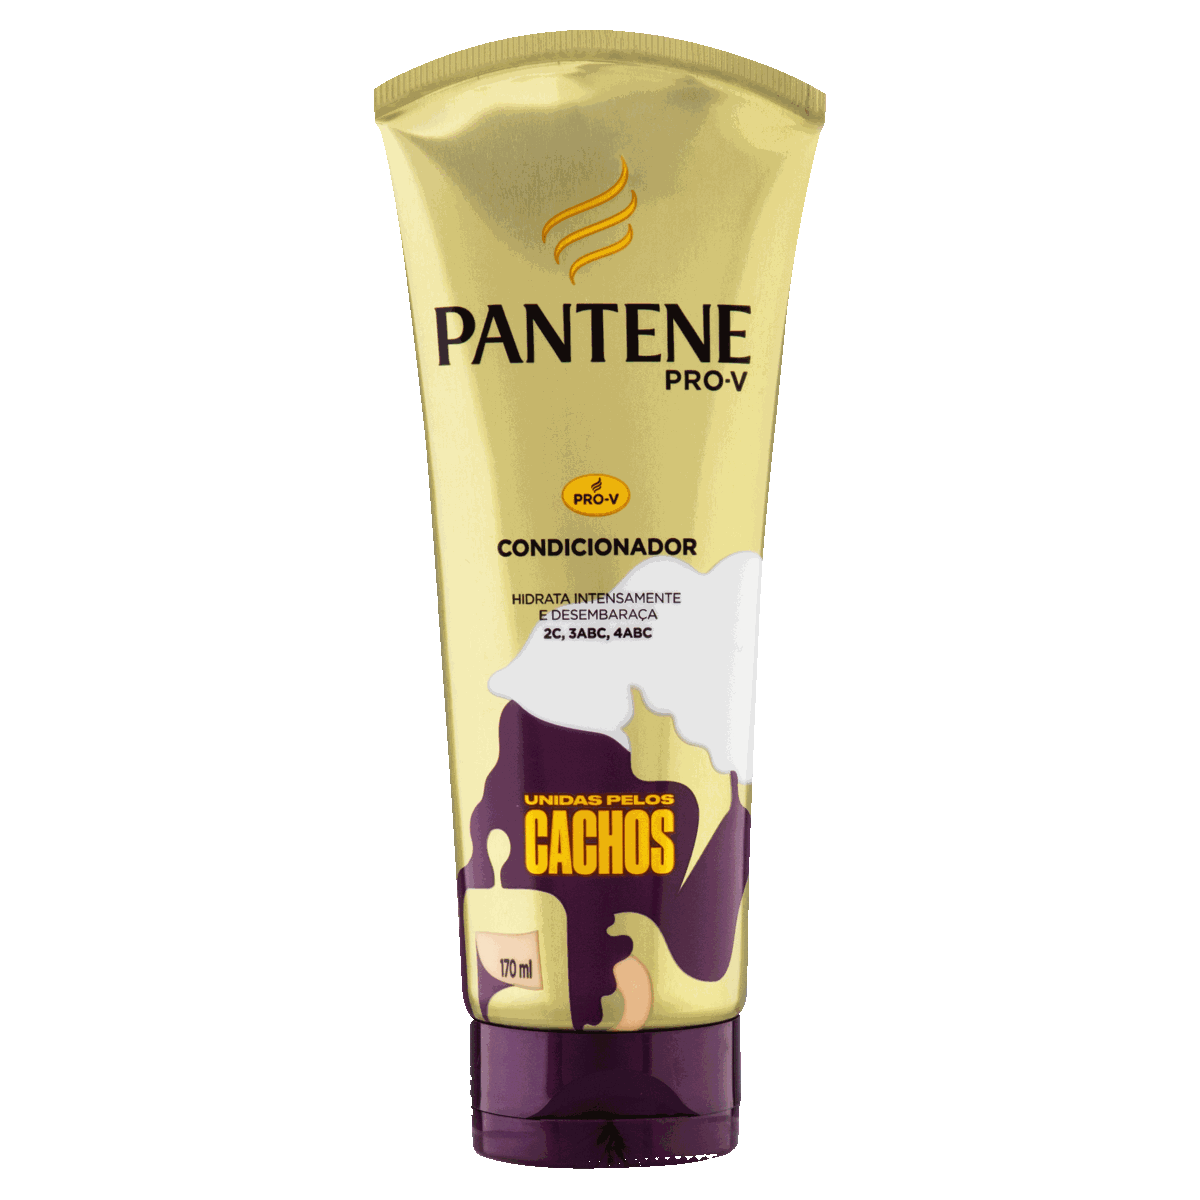 PANTENE
PRO-V
PRO-V
CONDICIONADOR
HIDRATA INTENSAMENTE
E DESEMBARAÇA
2C, 3ABC, 4ABC
UNIDAS PELOS
CACHOS
170 ml